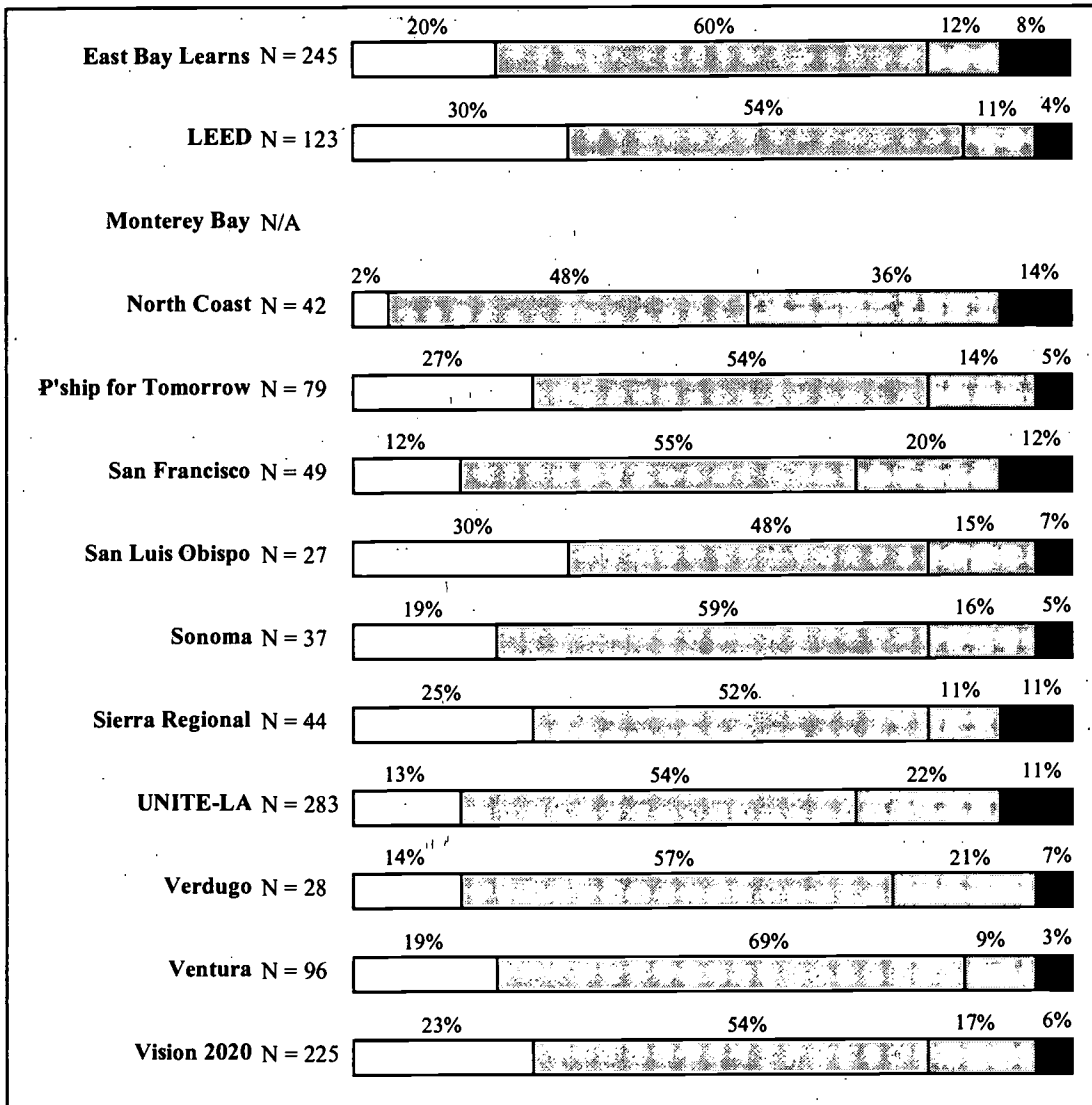 20% 60% 12% 8%
East Bay Learns N = 245
30% 54% 11% 4%
LEED N = 123
Monterey Bay N/A
2% 48% 36% 14%
North Coast N = 42
27% 54% 14% 5%
P'ship for Tomorrow N = 79
12% 55% 20% 12%
San Francisco N = 49
30% 48% 15% 7%
San Luis Obispo N = 27
19% 59% 16% 5%
Sonoma N = 37
25% 52% 11% 11%
Sierra Regional N = 44
13% 54% 22% 11%
UNITE-LA N = 283
14% 57% 21% 7%
Verdugo N = 28
19% 69% 9% 3%
Ventura N = 96
23% 54% 17% 6%
Vision 2020 N = 225